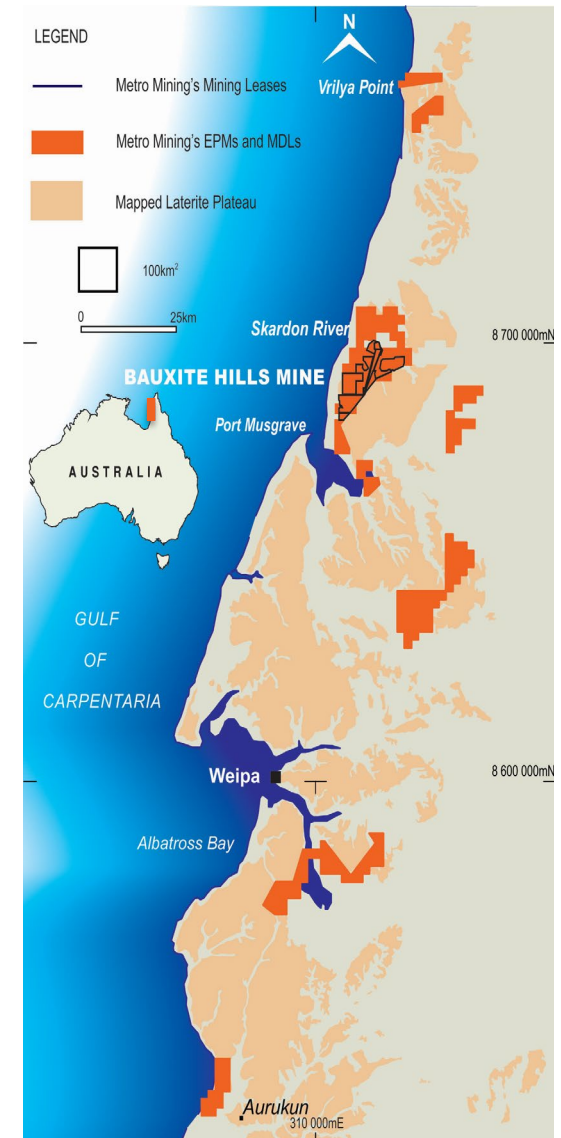 LEGEND
Metro Mining's Mining Leases
Metro Mining's EPMs and MDLs
Mapped Laterite Plateau
100km²
0 25km
N
Vrilya Point
Skardon River
8 700 000mN
BAUXITE HILLS MINE
Port Musgrave
AUSTRALIA
GULF
OF
CARPENTARIA
Weipa
8 600 000mN
Albatross Bay
Aurukun
310 000mE